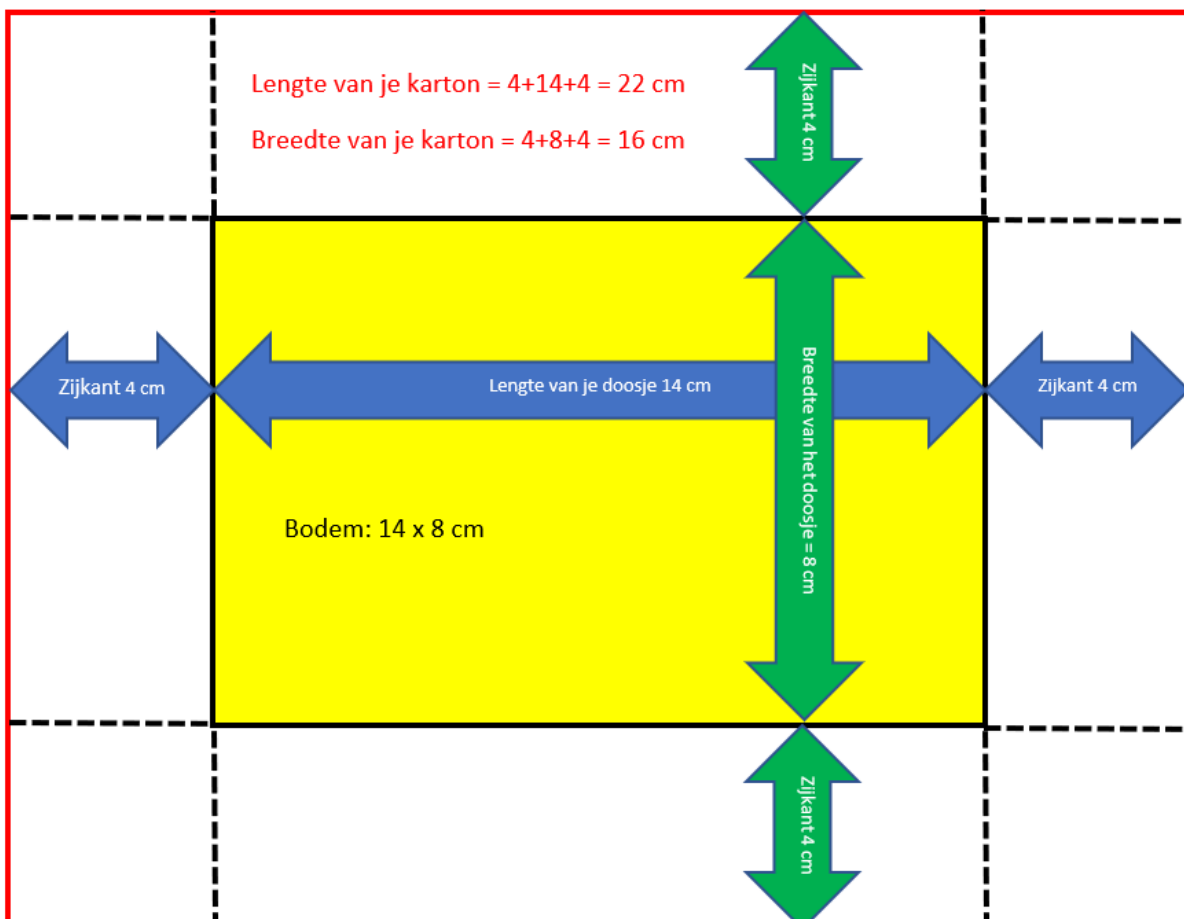 Lengte van je karton = 4+14+4 = 22 cm
Zijkant 4 cm
Breedte van je karton = 4+8+4 = 16 cm
Zijkant 4 cm
Lengte van je doosje 14 cm
Breedte van het doosje = 8 cm
Zijkant 4 cm
Bodem: 14 x 8 cm
Zijkant 4 cm